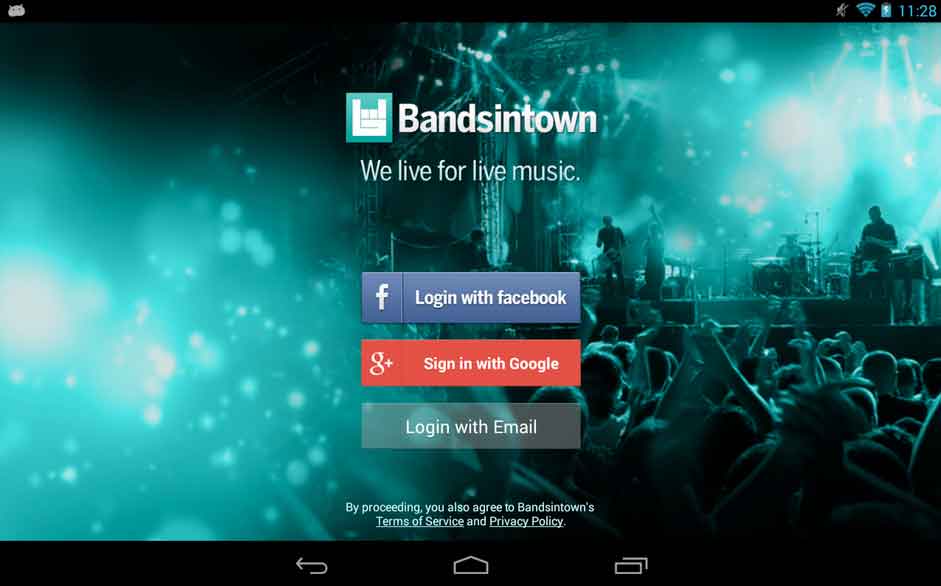 11:28
Bandsintown
We live for live music.
f Login with facebook
g+ Sign in with Google
Login with Email
By proceeding, you also agree to Bandsintown's
Terms of Service and Privacy Policy.